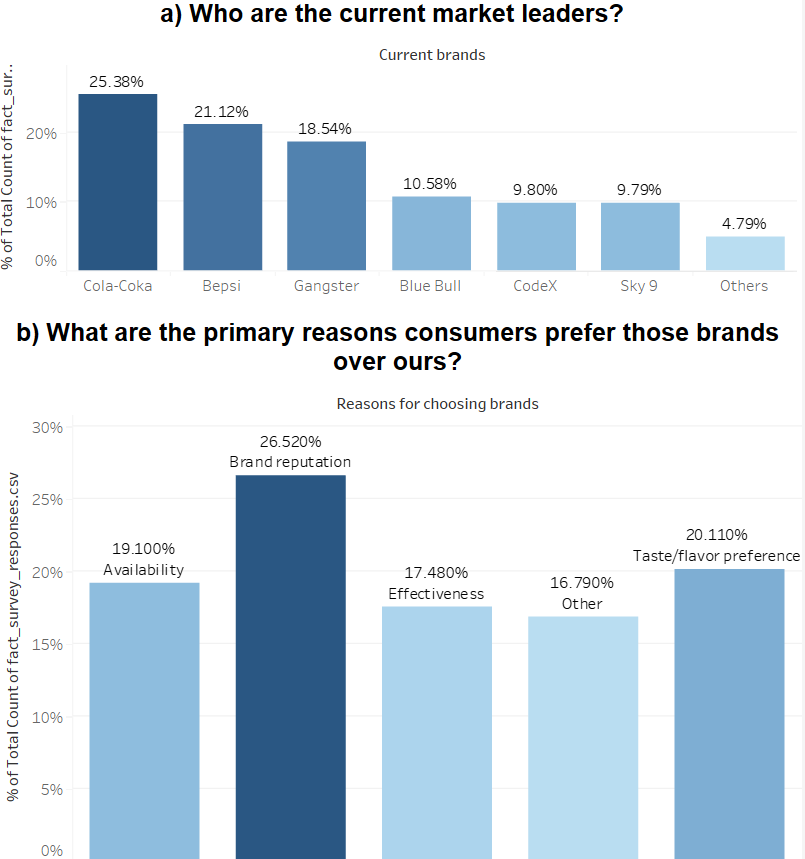 a) Who are the current market leaders?
Current brands
% of Total Count of fact_sur..
25.38%
21.12%
18.54%
10.58%
9.80%
9.79%
4.79%
20%
10%
0%
Cola-Coka
Bepsi
Gangster
Blue Bull
CodeX
Sky 9
Others
b) What are the primary reasons consumers prefer those brands
over ours?
Reasons for choosing brands
% of Total Count of fact_survey_responses.csv
30%
25%
20%
15%
10%
5%
0%
19.100%
Availability
26.520%
Brand reputation
17.480%
Effectiveness
16.790%
Other
20.110%
Taste/flavor preference